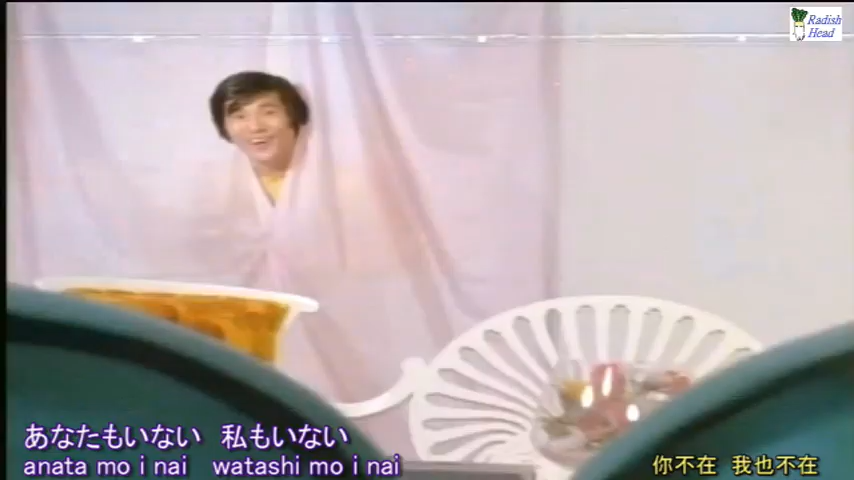 Radish
Head
あなたもいない 私もいない
anata mo i nai watashi mo i nai
你不在 我也不在